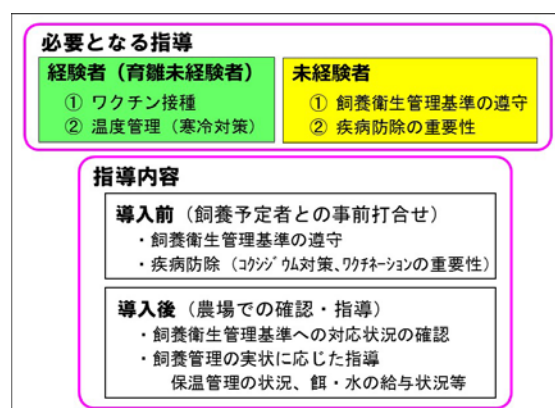 必要となる指導
経験者（育雛未経験者）
① ワクチン接種
② 温度管理（寒冷対策）
未経験者
① 飼養衛生管理基準の遵守
② 疾病防除の重要性
指導内容
導入前（飼養予定者との事前打合せ）
・飼養衛生管理基準の遵守
・疾病防除（ｺｸｼｼﾞｳﾑ対策、ﾜｸﾁﾈｰｼｮﾝの重要性）
導入後（農場での確認・指導）
・飼養衛生管理基準への対応状況の確認
・飼養管理の実状に応じた指導
保温管理の状況、餌・水の給与状況等